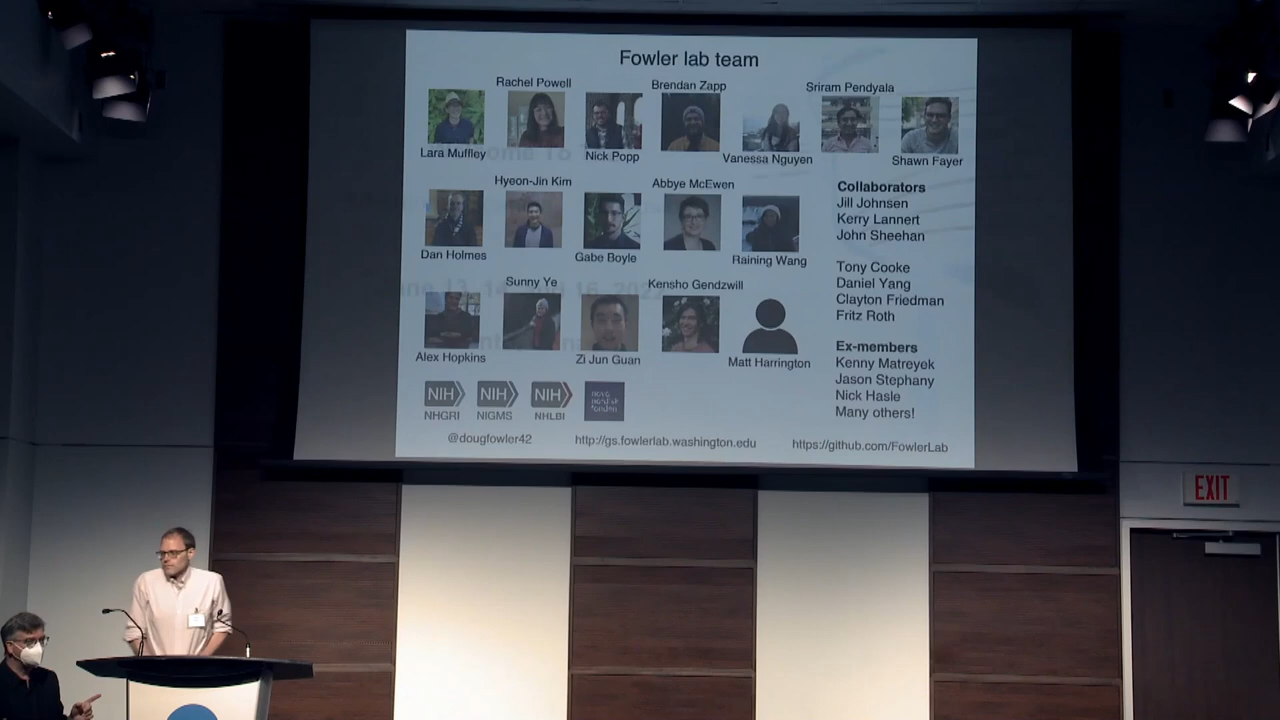 Fowler lab team
Rachel Powell
Brendan Zapp
Sriram Pendyala
Lara Muffley
Nick Popp
Vanessa Nguyen
Shawn Fayer
Hyeon-Jin Kim
Abbye McEwen
Dan Holmes
Gabe Boyle
Raining Wang
Sunny Ye
Kensho Gendzwill
Alex Hopkins
Zi Jun Guan
Matt Harrington
Collaborators
Jill Johnsen
Kerry Lannert
John Sheehan
Tony Cooke
Daniel Yang
Clayton Friedman
Fritz Roth
Ex-members
Kenny Matreyek
Jason Stephany
Nick Hasle
Many others!
NIH
NHGRI
NIH
NIGMS
NIH
NHLBI
novo
nordisk
fonden
@dougfowler42
http://gs.fowlerlab.washington.edu
https://github.com/FowlerLab
EXIT